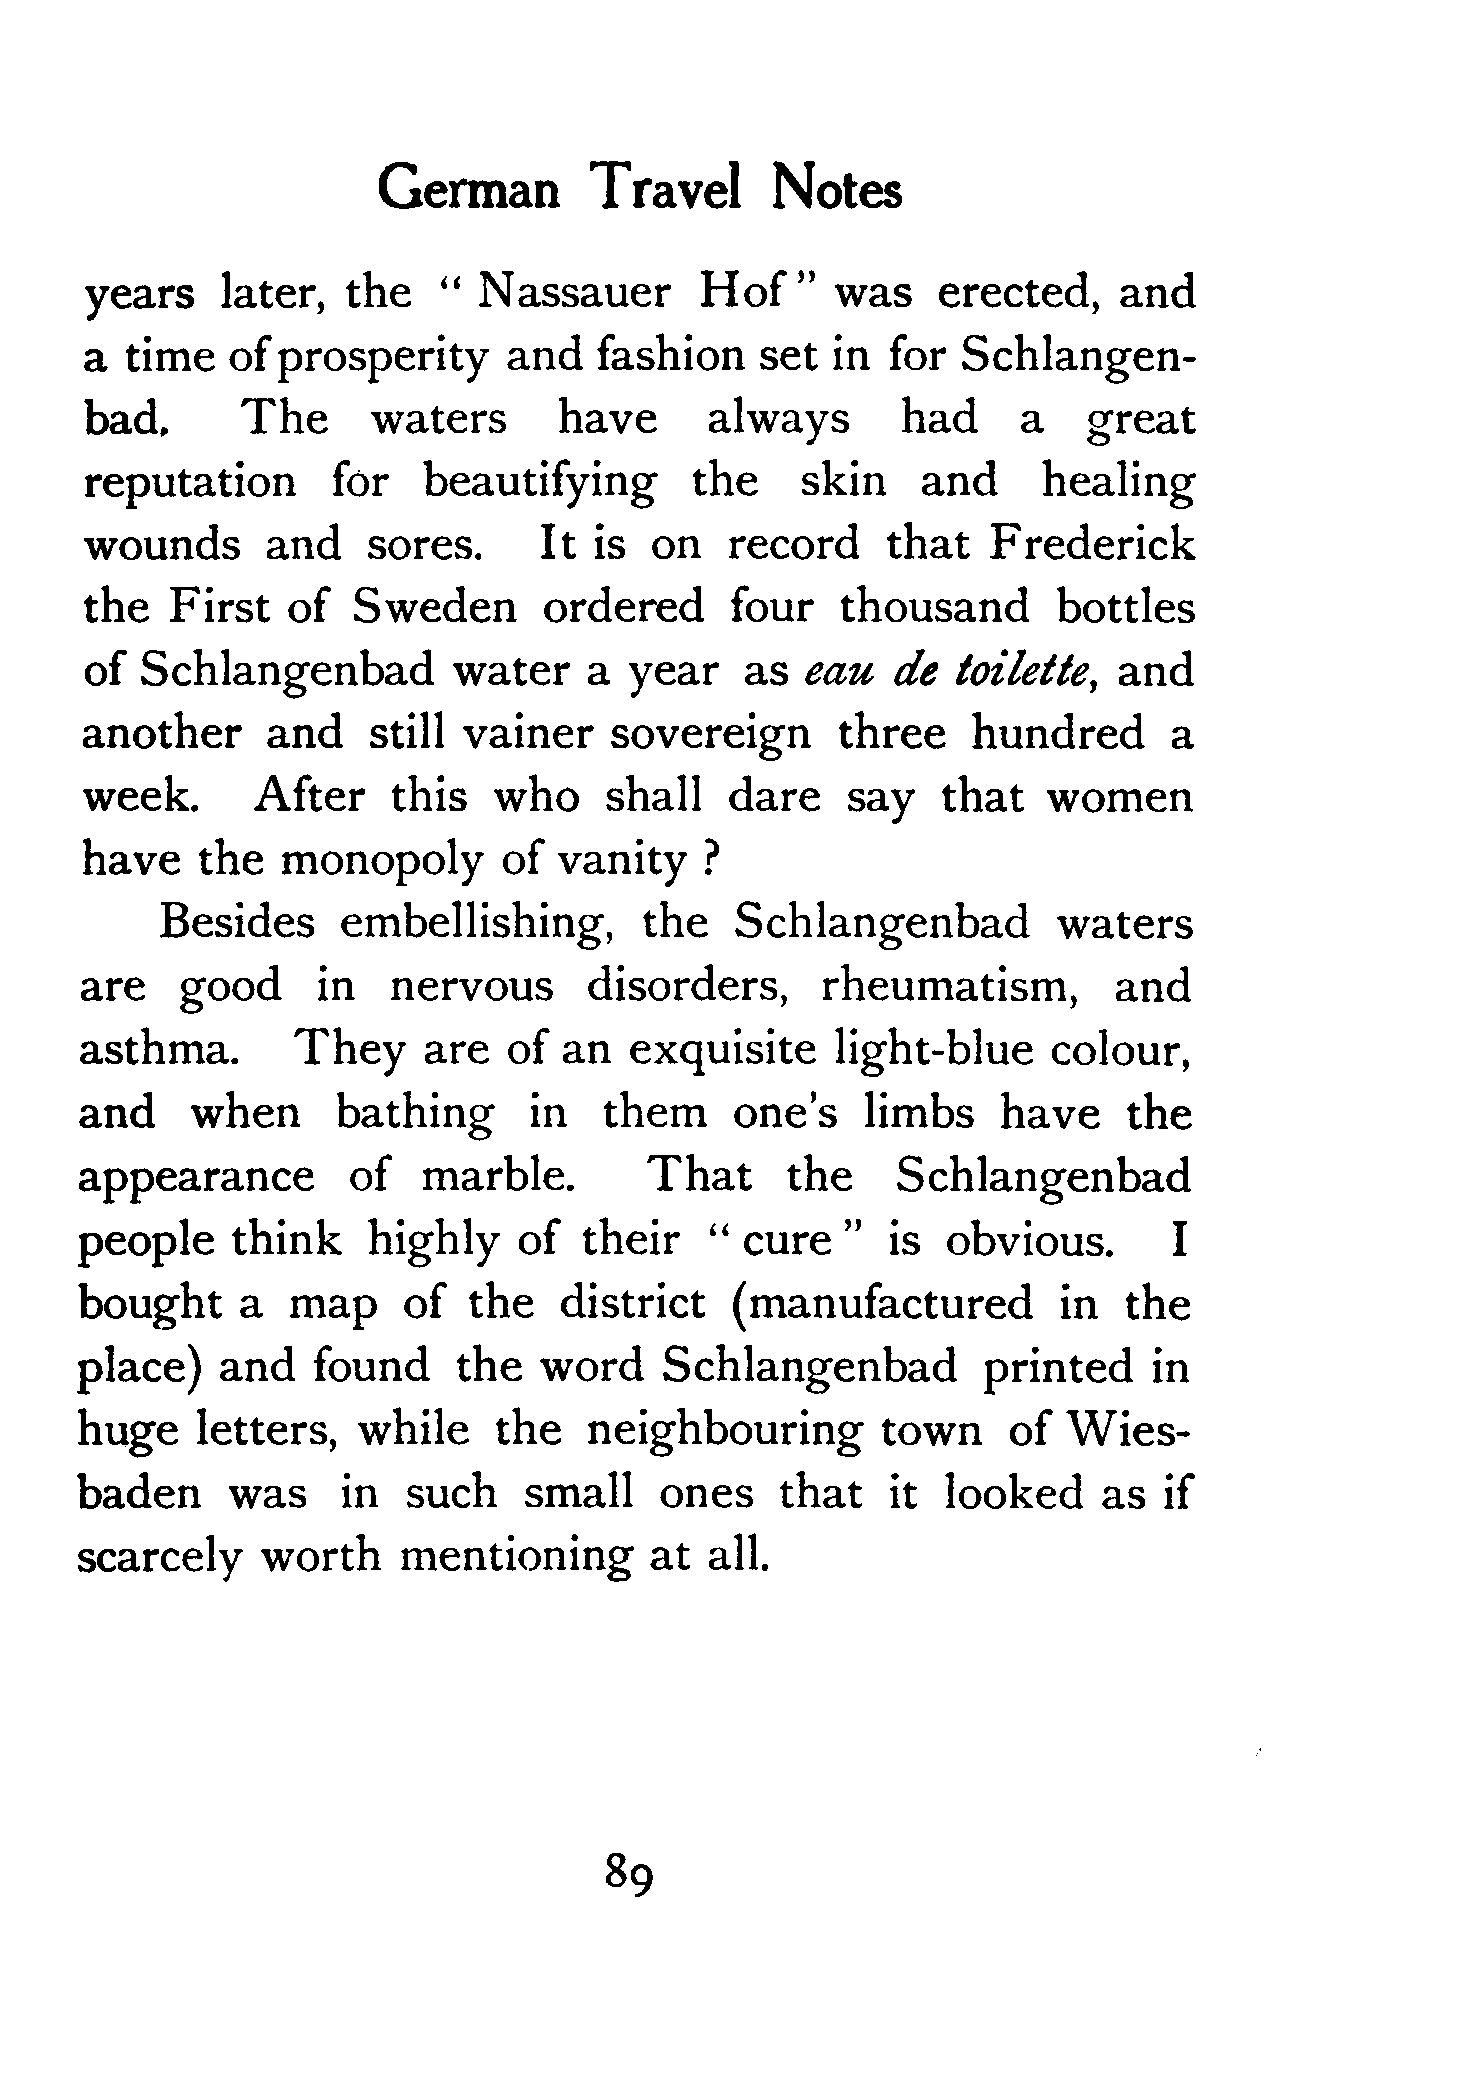 German Travel Notes
years later, the “ Nassauer Hof ” was erected, and
a time of prosperity and fashion set in for Schlangen-
bad. The waters have always had a great
reputation for beautifying the skin and healing
wounds and sores. It is on record that Frederick
the First of Sweden ordered four thousand bottles
of Schlangenbad water a year as eau de toilette, and
another and still vainer sovereign three hundred a
week. After this who shall dare say that women
have the monopoly of vanity ?
Besides embellishing, the Schlangenbad waters
are good in nervous disorders, rheumatism, and
asthma. They are of an exquisite light-blue colour,
and when bathing in them one's limbs have the
appearance of marble. That the Schlangenbad
people think highly of their “ cure ” is obvious. I
bought a map of the district (manufactured in the
place) and found the word Schlangenbad printed in
huge letters, while the neighbouring town of Wies-
baden was in such small ones that it looked as if
scarcely worth mentioning at all.
89